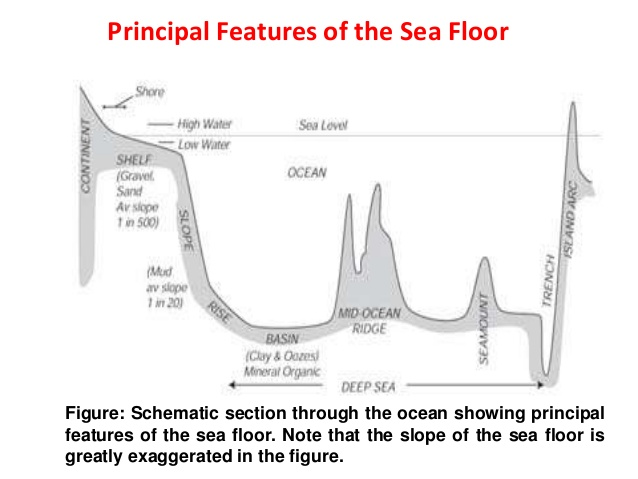 Principal Features of the Sea Floor
Shore
High Water
Sea Level
Low Water
CONTINENT
SHELF
(Gravel,
Sand
Av slope
1 in 500)
OCEAN
SLOPE
(Mud
av slope
1 in 20)
RISE
BASIN
(Clay & Oozes)
Mineral Organic
MID-OCEAN
RIDGE
SEAMOUNT
TRENCH
ISLAND ARC
DEEP SEA
Figure: Schematic section through the ocean showing principal
features of the sea floor. Note that the slope of the sea floor is
greatly exaggerated in the figure.